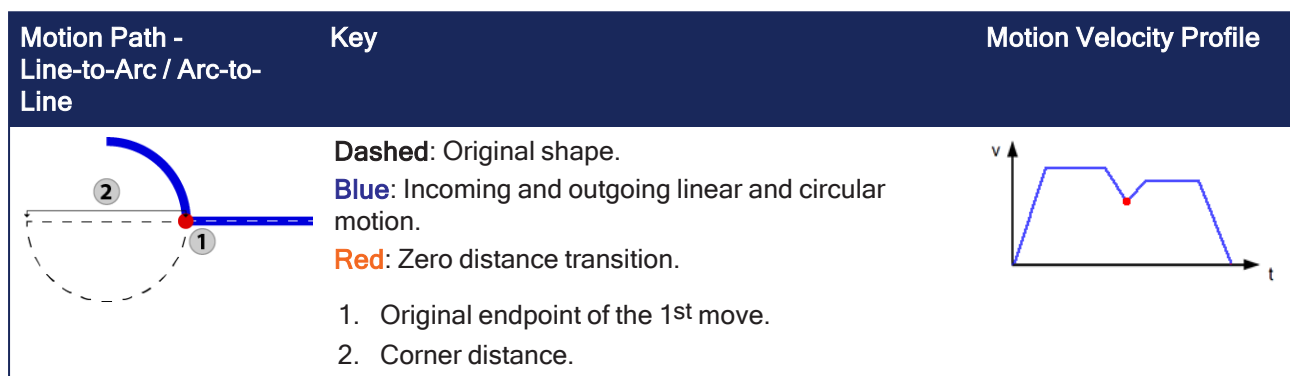 Motion Path -
Line-to-Arc / Arc-to-
Line
Key
Motion Velocity Profile
2
1
Dashed: Original shape.
Blue: Incoming and outgoing linear and circular
motion.
Red: Zero distance transition.
1. Original endpoint of the 1st move.
2. Corner distance.
v
t